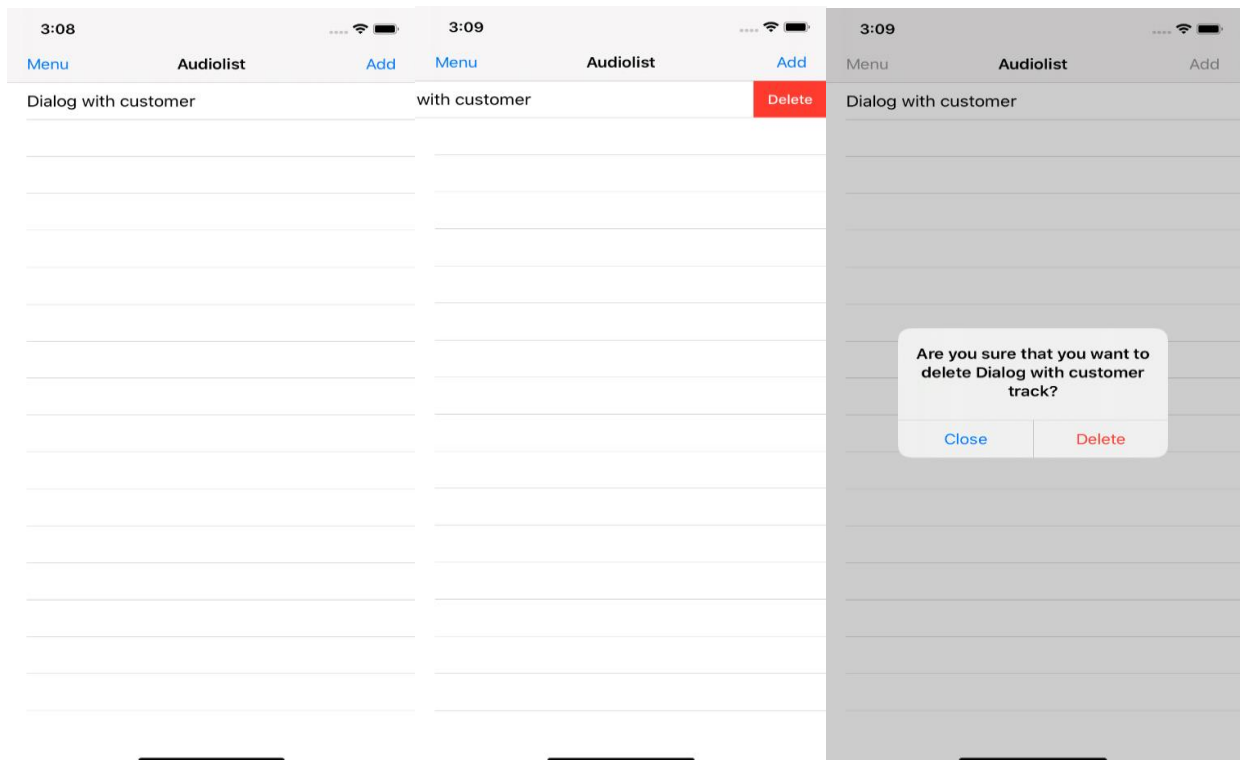 3:08
Menu Audiolist Add
Dialog with customer
3:09
Menu Audiolist Add
with customer Delete
3:09
Menu Audiolist Add
Dialog with customer
Are you sure that you want to
delete Dialog with customer
track?
Close Delete